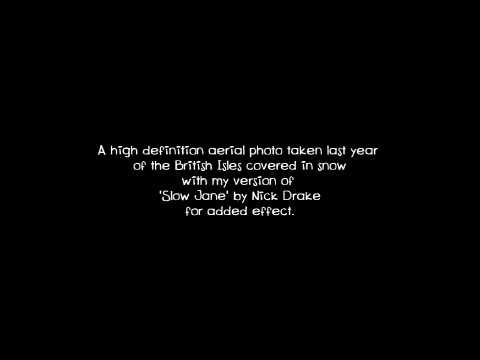 A high definition aerial photo taken last year
of the British Isles covered in snow
with my version of
'Slow Jane' by Nick Drake
for added effect.